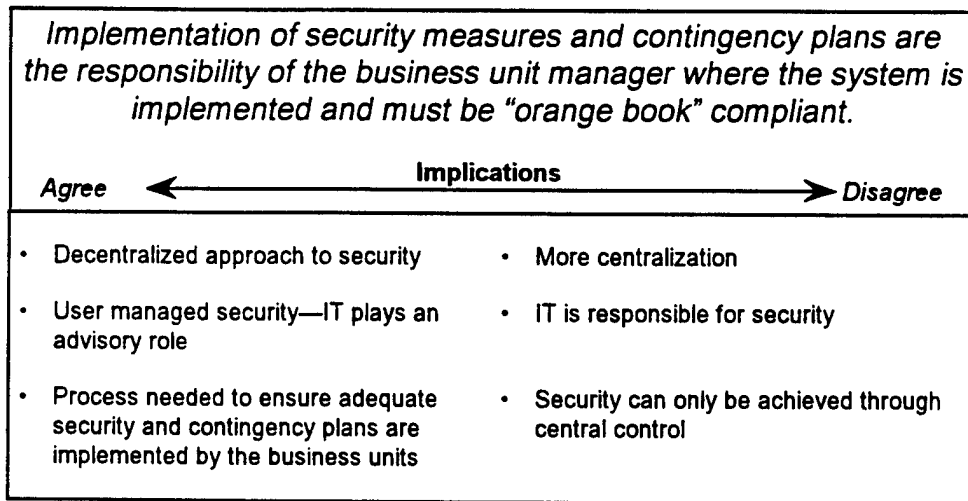 Implementation of security measures and contingency plans are
the responsibility of the business unit manager where the system is
implemented and must be “orange book” compliant.
Implications
Agree
Disagree
• Decentralized approach to security
• User managed security—IT plays an
advisory role
• Process needed to ensure adequate
security and contingency plans are
implemented by the business units
• More centralization
• IT is responsible for security
• Security can only be achieved through
central control